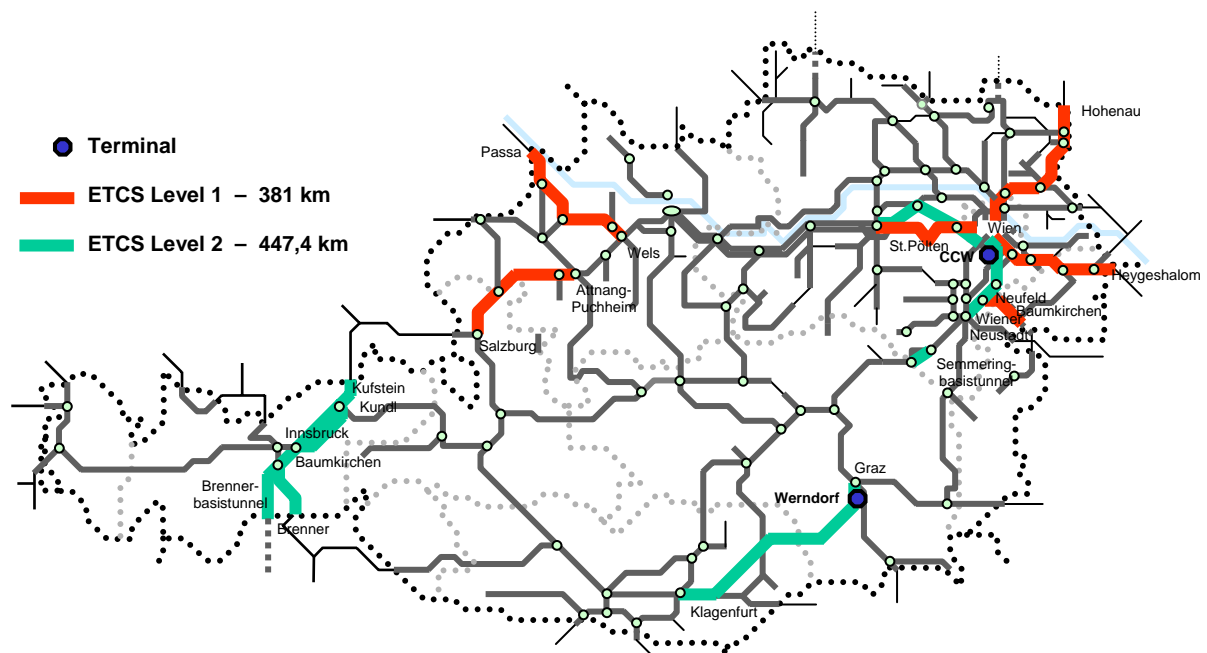 Terminal
ETCS Level 1 – 381 km
ETCS Level 2 – 447,4 km
Hohenau
Passa
Wels
Wien
St.Pölten
CCW
Heygeshalom
Attnang-
Puchheim
Neufeld
Baumkirchen
Wiener
Neustadt
Salzburg
Semmering-
basistunnel
Kufstein
Kundl
Innsbruck
Baumkirchen
Brenner-
basistunnel
Brenner
Graz
Werndorf
Klagenfurt